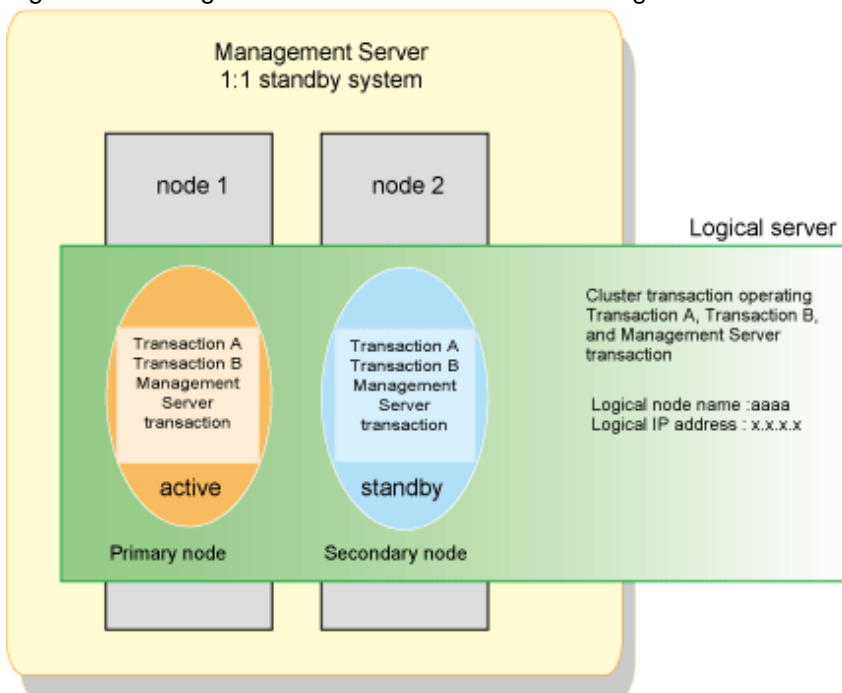 Management Server
1:1 standby system
node 1
node 2
Logical server
Transaction A
Transaction B
Management
Server
transaction
active
Primary node
Transaction A
Transaction B
Management
Server
transaction
standby
Secondary node
Cluster transaction operating
Transaction A, Transaction B,
and Management Server
transaction
Logical node name :aaaa
Logical IP address : x.x.x.x